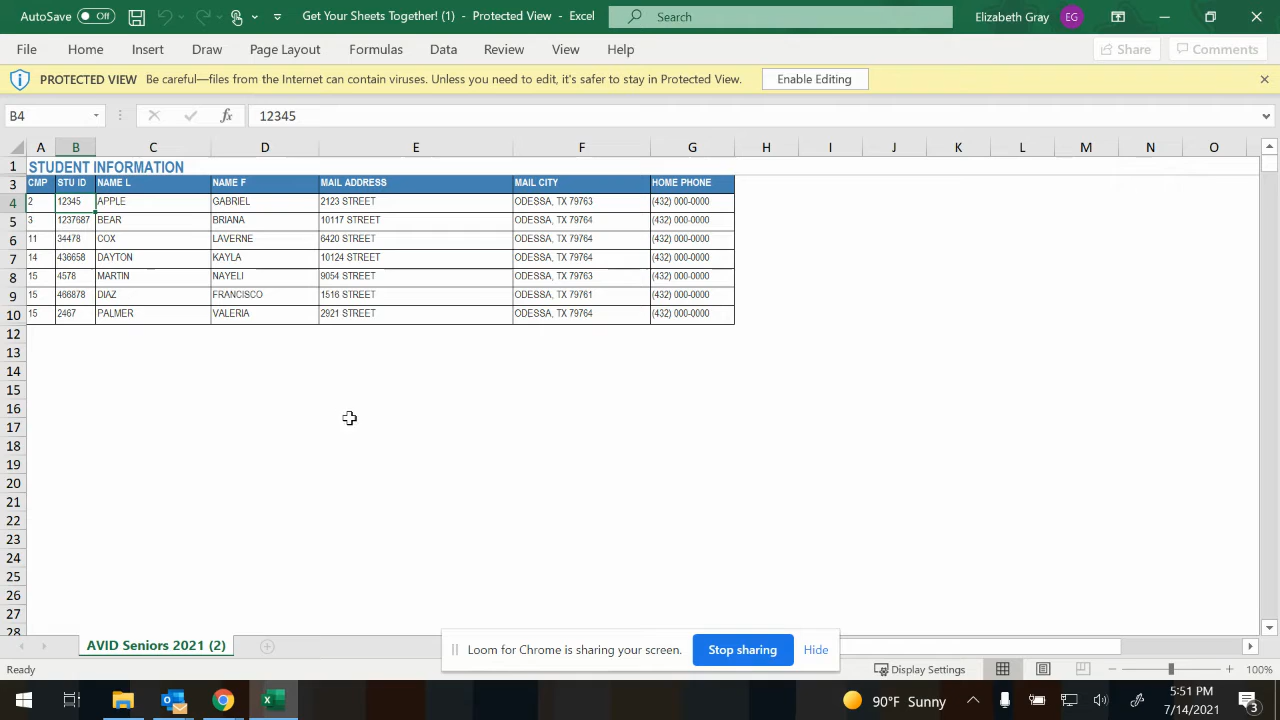 AutoSave Off Get Your Sheets Together! (1) - Protected View - Excel Search Elizabeth Gray EG
File Home Insert Draw Page Layout Formulas Data Review View Help Share Comments
PROTECTED VIEW Be careful—files from the Internet can contain viruses. Unless you need to edit, it's safer to stay in Protected View. Enable Editing
B4 fx 12345
A B C D E F G H I J K L M N O
1 STUDENT INFORMATION
3 CMP STU ID NAME L NAME F MAIL ADDRESS MAIL CITY HOME PHONE
4 2 12345 APPLE GABRIEL 2123 STREET ODESSA, TX 79763 (432) 000-0000
5 3 1237687 BEAR BRIANA 10117 STREET ODESSA, TX 79764 (432) 000-0000
6 11 34478 COX LAVERNE 6420 STREET ODESSA, TX 79764 (432) 000-0000
7 14 436658 DAYTON KAYLA 10124 STREET ODESSA, TX 79764 (432) 000-0000
8 15 4578 MARTIN NAYELI 9054 STREET ODESSA, TX 79763 (432) 000-0000
9 15 466878 DIAZ FRANCISCO 1516 STREET ODESSA, TX 79761 (432) 000-0000
10 15 2467 PALMER VALERIA 2921 STREET ODESSA, TX 79764 (432) 000-0000
12
13
14
15
16
17
18
19
20
21
22
23
24
25
26
27
28
AVID Seniors 2021 (2)
Loom for Chrome is sharing your screen. Stop sharing Hide
Ready Display Settings 100%
90°F Sunny 5:51 PM
7/14/2021 3